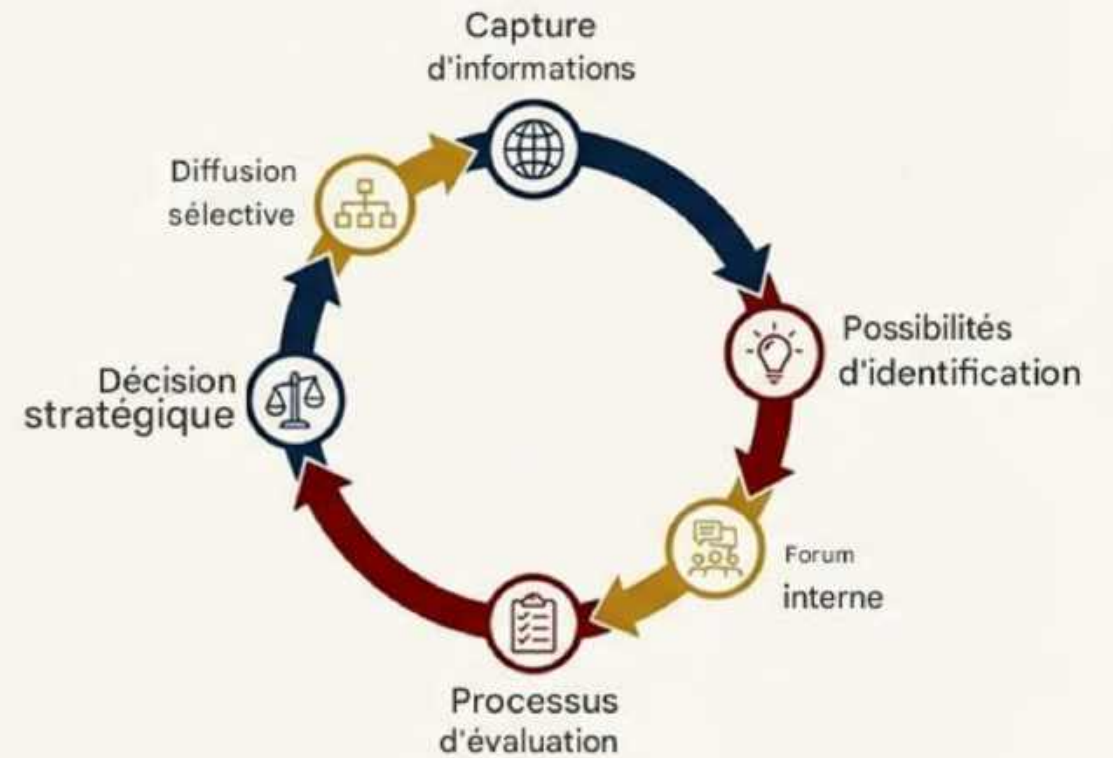 Capture
d'informations
Diffusion
sélective
Possibilités
d'identification
Décision
stratégique
Forum
interne
Processus
d'évaluation